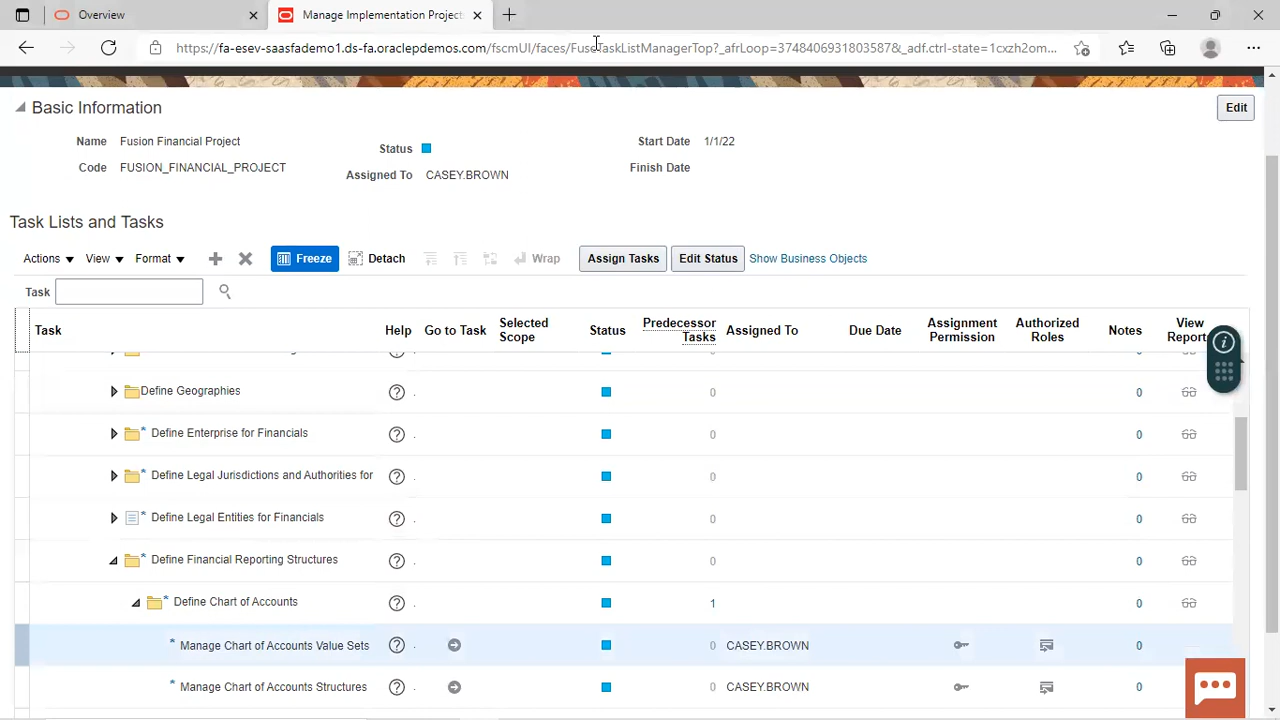 Overview
Manage Implementation Project
https://fa-esev-saasfademo1.ds-fa.oraclepdemos.com/fscmUI/faces/FuseTaskListManagerTop?_afrLoop=37484069318035​87&_adf.ctrl-state=1cxzh2om...
Basic Information
Edit
Name Fusion Financial Project
Status
Start Date 1/1/22
Code FUSION_FINANCIAL_PROJECT
Assigned To CASEY.BROWN
Finish Date
Task Lists and Tasks
Actions View Format Freeze Detach Wrap Assign Tasks Edit Status Show Business Objects
Task
Task Help Go to Task Selected Scope Status Predecessor Tasks Assigned To Due Date Assignment Permission Authorized Roles Notes View Report
Define Geographies 0 0
Define Enterprise for Financials 0 0
Define Legal Jurisdictions and Authorities for 0 0
Define Legal Entities for Financials 0 0
Define Financial Reporting Structures 0 0
Define Chart of Accounts 1 0
* Manage Chart of Accounts Value Sets 0 CASEY.BROWN 0
* Manage Chart of Accounts Structures 0 CASEY.BROWN 0